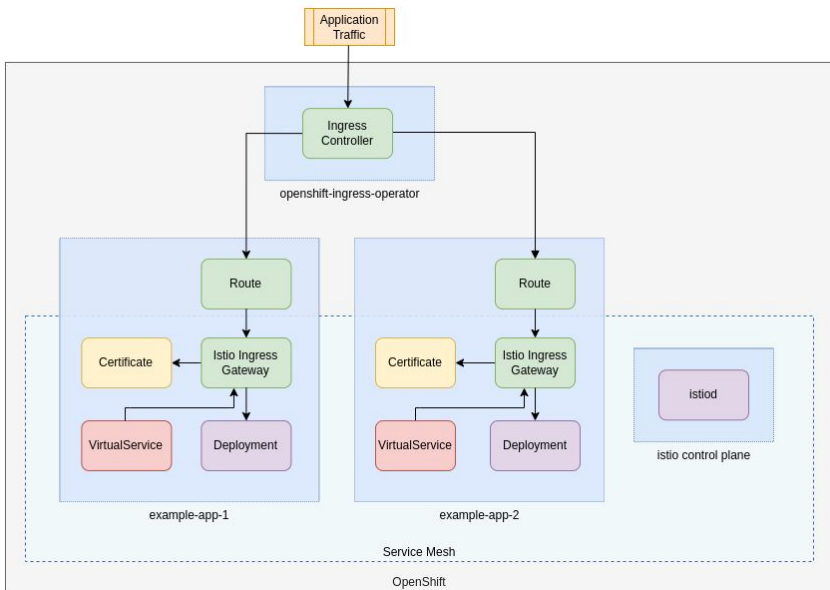 Application
Traffic
Ingress
Controller
openshift-ingress-operator
Route
Route
Certificate
Istio Ingress
Gateway
Certificate
Istio Ingress
Gateway
istiod
VirtualService
Deployment
VirtualService
Deployment
istio control plane
example-app-1
example-app-2
Service Mesh
OpenShift